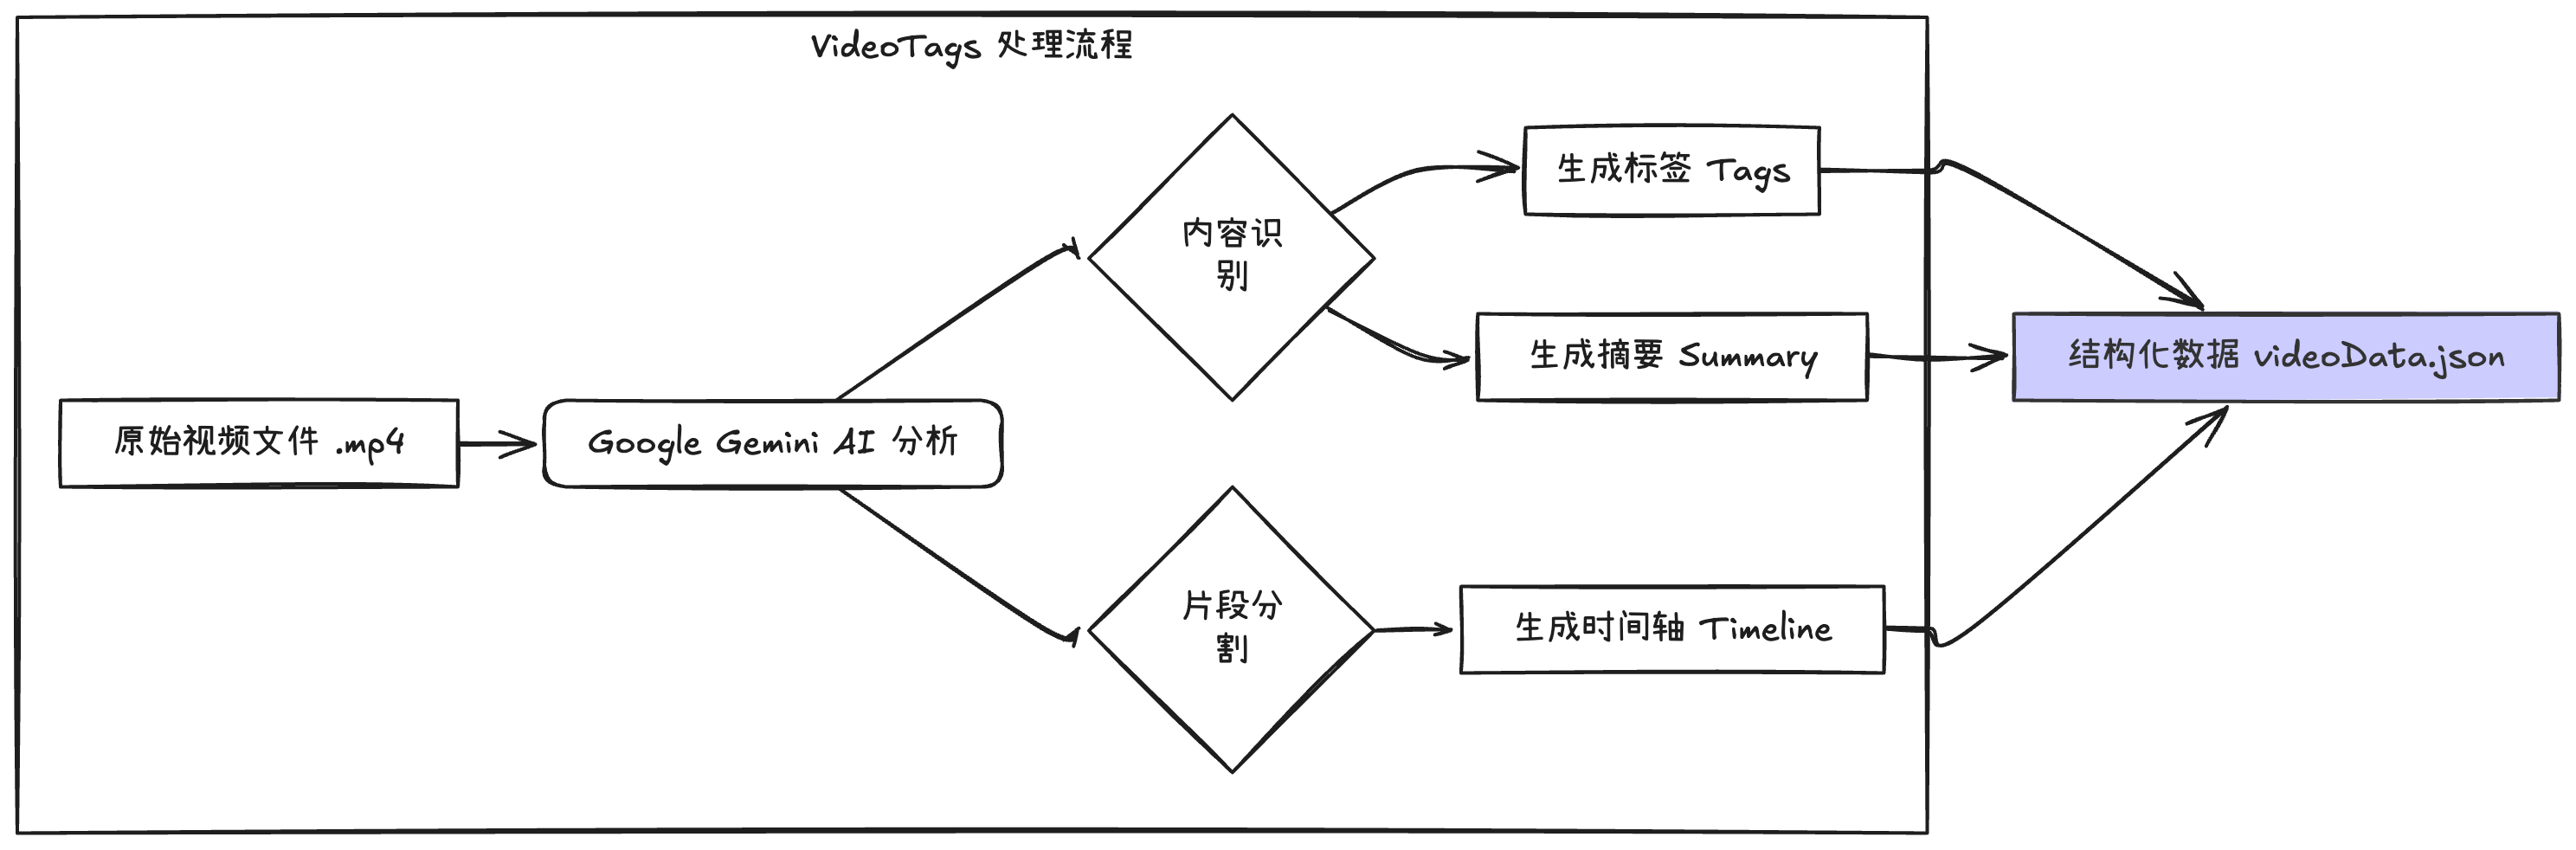 VideoTags 处理流程
原始视频文件 .mp4
Google Gemini AI 分析
内容识
别
生成标签 Tags
生成摘要 Summary
片段分
割
生成时间轴 Timeline
结构化数据 videoData.json